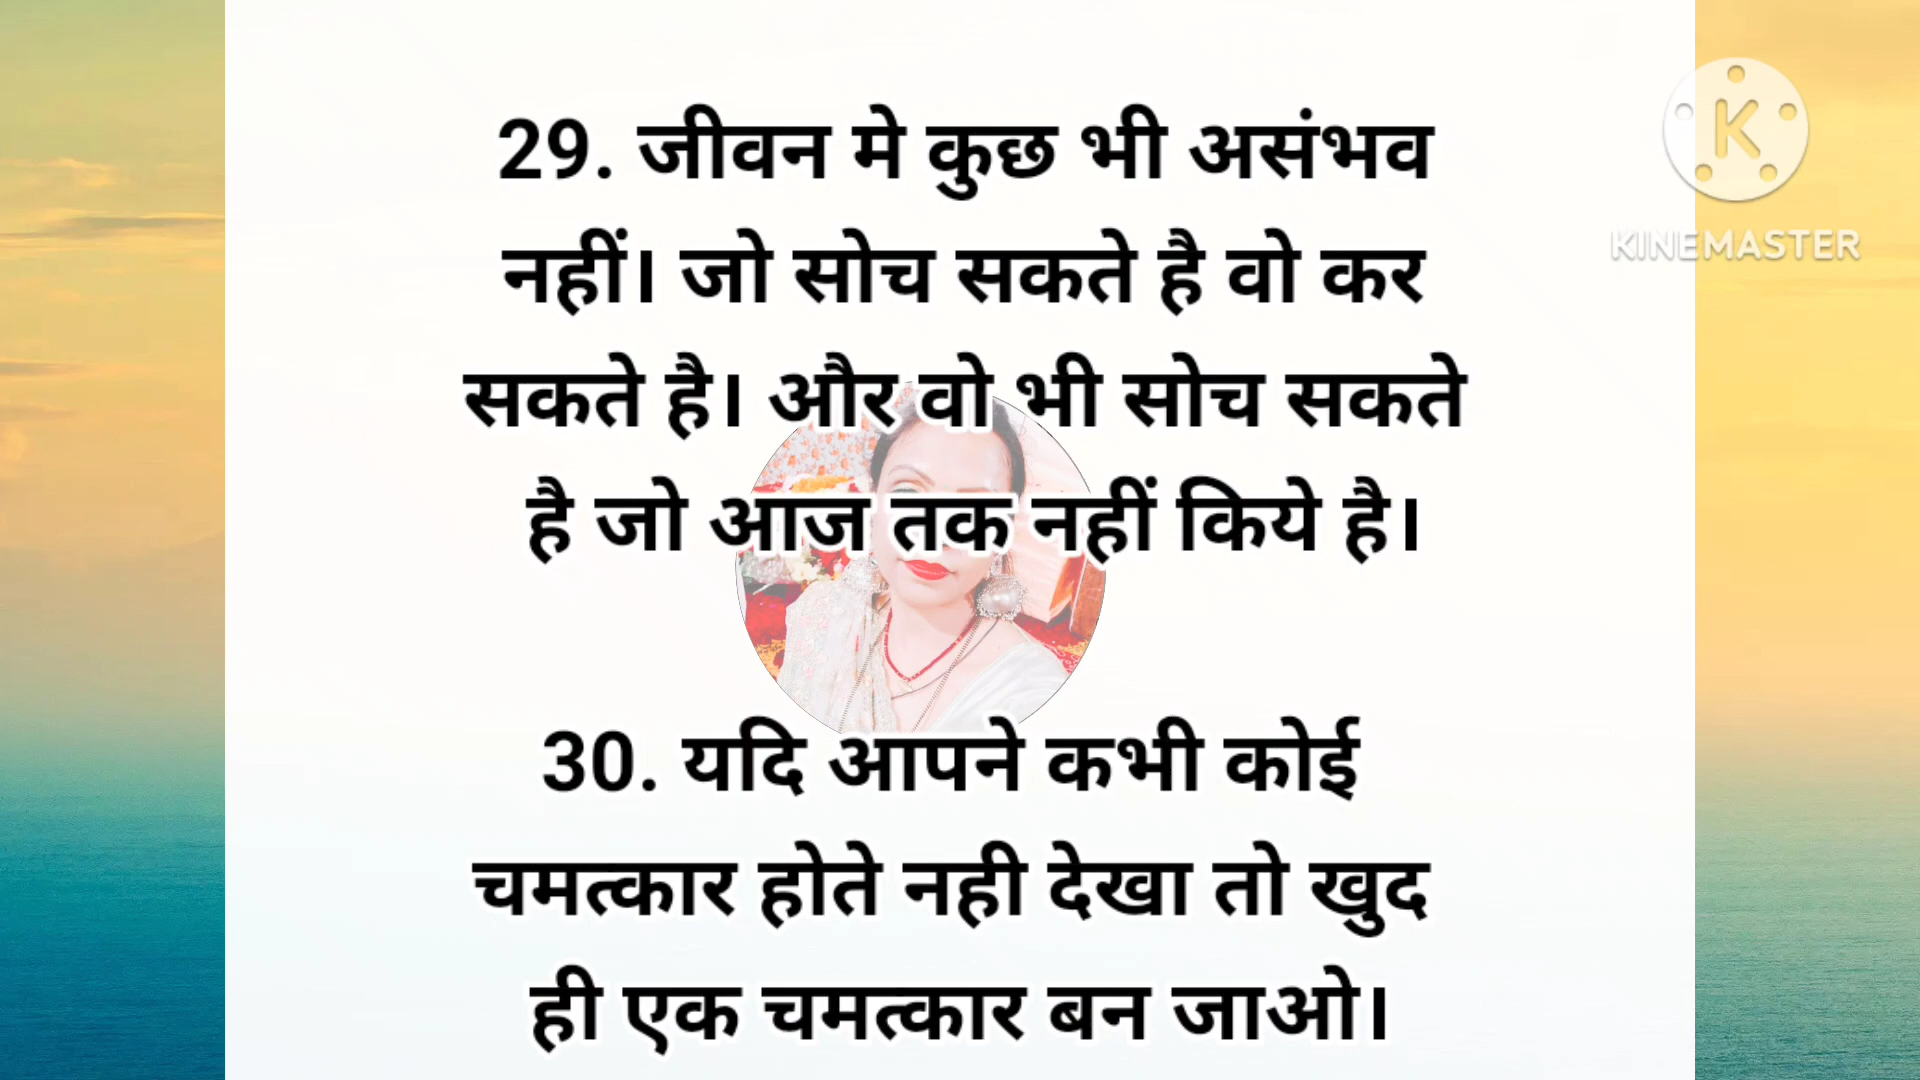 29. जीवन मे कुछ भी असंभव
नहीं। जो सोच सकते है वो कर
सकते है। और वो भी सोच सकते
है जो आज तक नहीं किये है।
30. यदि आपने कभी कोई
चमत्कार होते नही देखा तो खुद
ही एक चमत्कार बन जाओ।
K
KINEMASTER